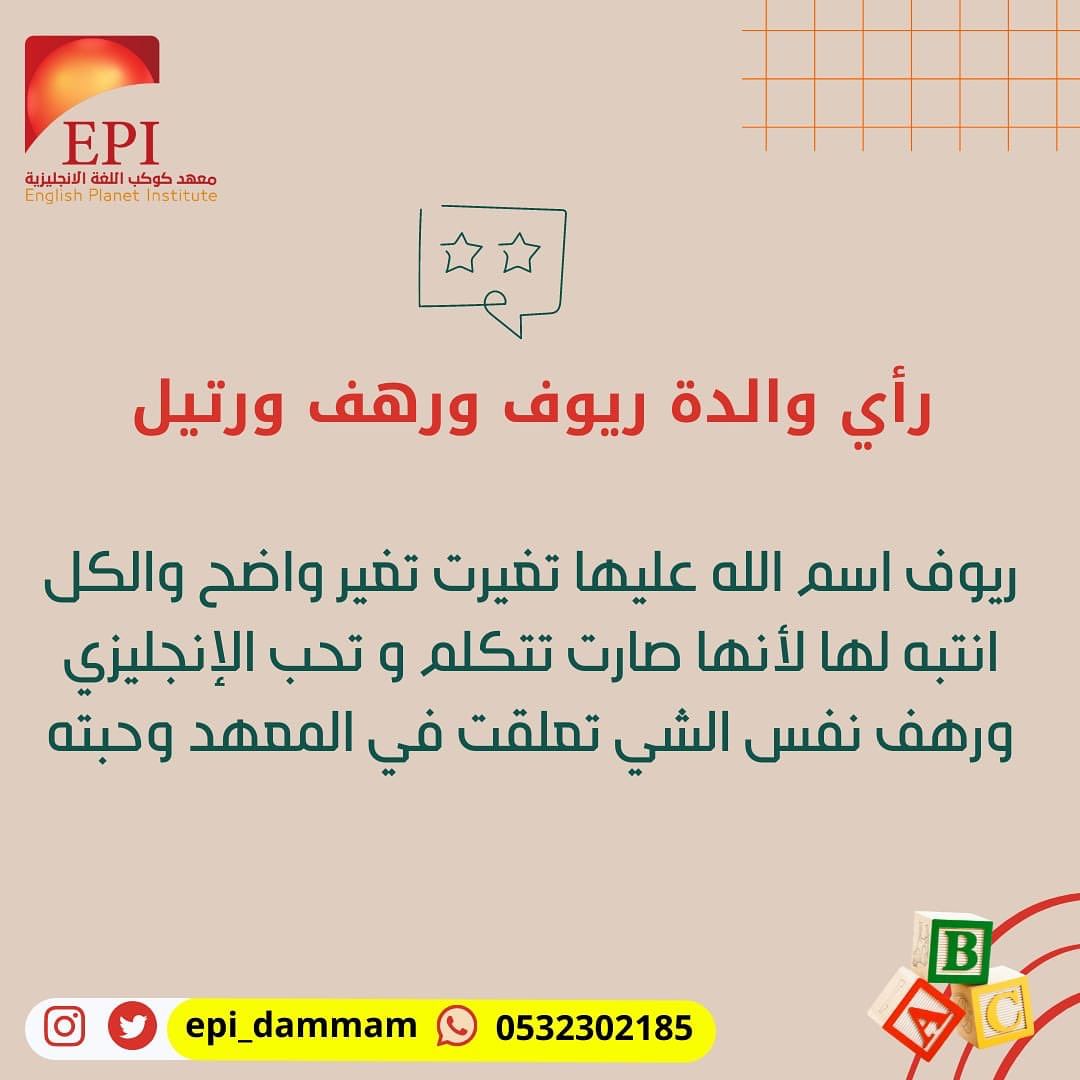 EPI
معهد كوكب اللغة الانجليزية
English Planet Institute
رأي والدة ريوف ورهف ورتيل
ريوف اسم الله عليها تغيرت تغير واضح والكل
انتبه لها لأنها صارت تتكلم و تحب الإنجليزي
ورهف نفس الشي تعلقت في المعهد وحبته
B
A
C
epi_dammam
0532302185